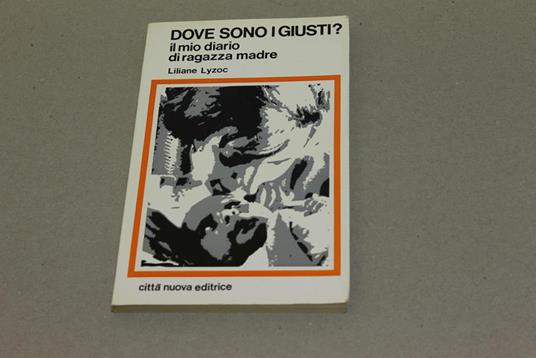 DOVE SONO I GIUSTI?
il mio diario
di ragazza madre
Liliane Lyzoc
città nuova editrice